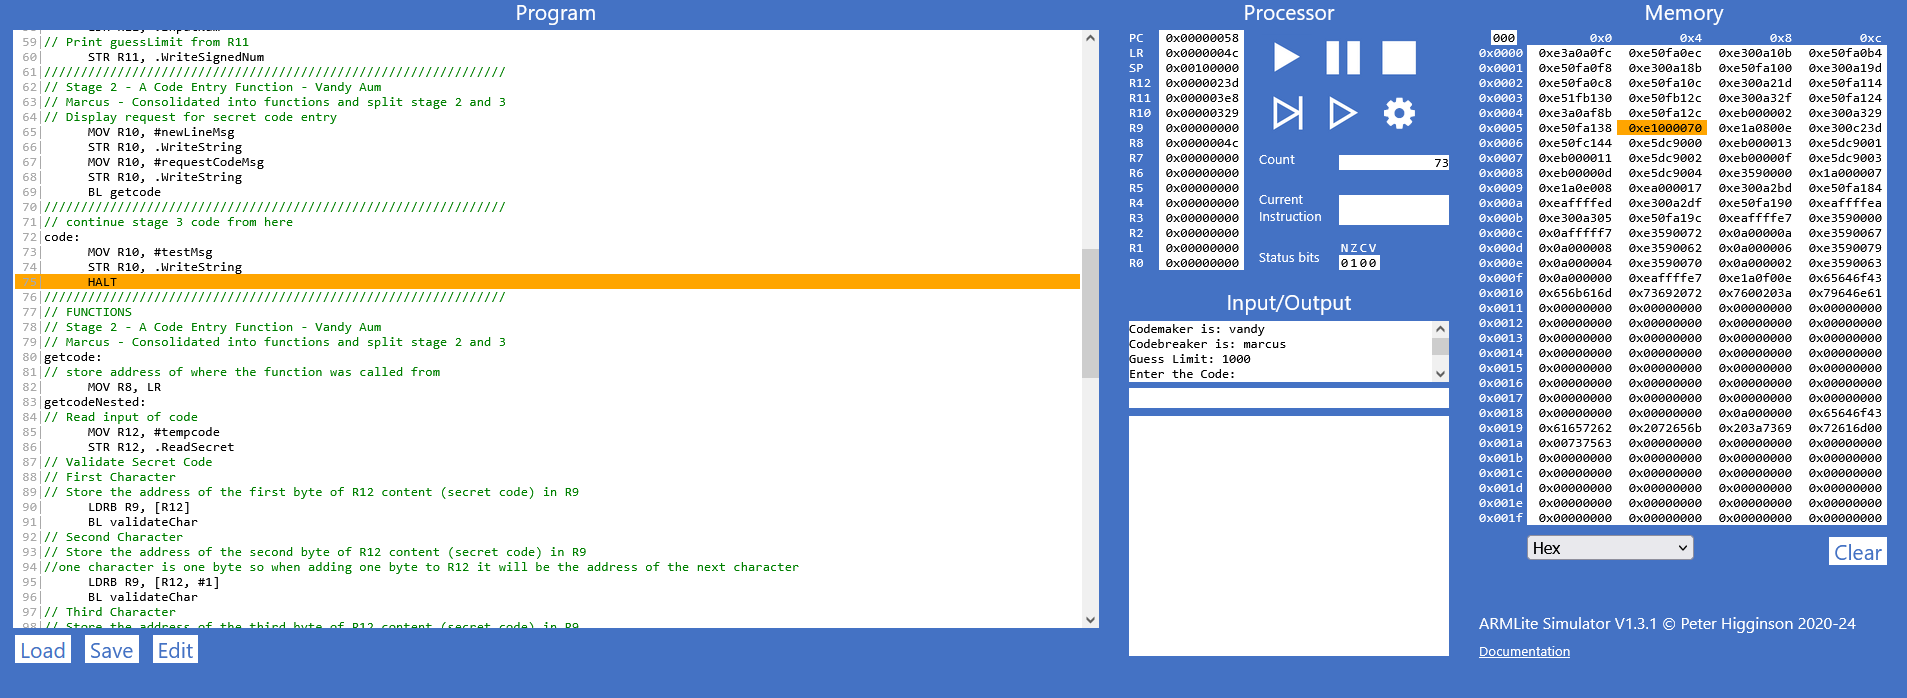 Program
59| // Print guessLimit from R11
60| STR R11, .WriteSignedNum
61| ///////////////////////////////////////////////////////////////
62| // Stage 2 - A Code Entry Function - Vandy Aum
63| // Marcus - Consolidated into functions and split stage 2 and 3
64| // Display request for secret code entry
65| MOV R10, #newLineMsg
66| STR R10, .WriteString
67| MOV R10, #requestCodeMsg
68| STR R10, .WriteString
69| BL getcode
70| ///////////////////////////////////////////////////////////////
71| // continue stage 3 code from here
72| code:
73| MOV R10, #testMsg
74| STR R10, .WriteString
HALT
76| ///////////////////////////////////////////////////////////////
77| // FUNCTIONS
78| // Stage 2 - A Code Entry Function - Vandy Aum
79| // Marcus - Consolidated into functions and split stage 2 and 3
80| getcode:
81| // store address of where the function was called from
82| MOV R8, LR
83| getcodeNested:
84| // Read input of code
85| MOV R12, #tempcode
86| STR R12, .ReadSecret
87| // Validate Secret Code
88| // First Character
89| // Store the address of the first byte of R12 content (secret code) in R9
90| LDRB R9, [R12]
91| BL validateChar
92| // Second Character
93| // Store the address of the second byte of R12 content (secret code) in R9
94| //one character is one byte so when adding one byte to R12 it will be the address of the next character
95| LDRB R9, [R12, #1]
96| BL validateChar
97| // Third Character
98| // Store the address of the third byte of R12 content (secret code) in R9
Load Save Edit
Processor
PC 0x00000058
LR 0x0000004c
SP 0x00100000
R12 0x0000023d
R11 0x000003e8
R10 0x00000329
R9 0x00000000
R8 0x0000004c
R7 0x00000000
R6 0x00000000
R5 0x00000000
R4 0x00000000
R3 0x00000000
R2 0x00000000
R1 0x00000000
R0 0x00000000
Count 73
Current
Instruction
Status bits
NZCV
0100
Input/Output
Codemaker is: vandy
Codebreaker is: marcus
Guess Limit: 1000
Enter the Code:
Memory
000 0x0 0x4 0x8 0xc
0x0000 0xe3a0a0fc 0xe50fa0ec 0xe300a10b 0xe50fa0b4
0x0001 0xe50fa0f8 0xe300a18b 0xe50fa100 0xe300a19d
0x0002 0xe50fa0c8 0xe50fa10c 0xe300a21d 0xe50fa114
0x0003 0xe51fb130 0xe50fb12c 0xe300a32f 0xe50fa124
0x0004 0xe3a0af8b 0xe50fa12c 0xeb000002 0xe300a329
0x0005 0xe50fa138 0xe1000070 0xe1a0800e 0xe300c23d
0x0006 0xe50fc144 0xe5dc9000 0xeb000013 0xe5dc9001
0x0007 0xeb000011 0xe5dc9002 0xeb00000f 0xe5dc9003
0x0008 0xeb00000d 0xe5dc9004 0xe3590000 0x1a000007
0x0009 0xe1a0e008 0xea000017 0xe300a2bd 0xe50fa184
0x000a 0xeaffffed 0xe300a2df 0xe50fa190 0xeaffffea
0x000b 0xe300a305 0xe50fa19c 0xeaffffe7 0xe3590000
0x000c 0x0afffff7 0xe3590072 0x0a00000a 0xe3590067
0x000d 0x0a000008 0xe3590062 0x0a000006 0xe3590079
0x000e 0x0a000004 0xe3590070 0x0a000002 0xe3590063
0x000f 0x0a000000 0xeaffffe7 0xe1a0f00e 0x65646f43
0x0010 0x656b616d 0x73692072 0x7600203a 0x79646e61
0x0011 0x00000000 0x00000000 0x00000000 0x00000000
0x0012 0x00000000 0x00000000 0x00000000 0x00000000
0x0013 0x00000000 0x00000000 0x00000000 0x00000000
0x0014 0x00000000 0x00000000 0x00000000 0x00000000
0x0015 0x00000000 0x00000000 0x00000000 0x00000000
0x0016 0x00000000 0x00000000 0x00000000 0x00000000
0x0017 0x00000000 0x00000000 0x00000000 0x00000000
0x0018 0x00000000 0x00000000 0x0a000000 0x65646f43
0x0019 0x61657262 0x2072656b 0x203a7369 0x72616d00
0x001a 0x00737563 0x00000000 0x00000000 0x00000000
0x001b 0x00000000 0x00000000 0x00000000 0x00000000
0x001c 0x00000000 0x00000000 0x00000000 0x00000000
0x001d 0x00000000 0x00000000 0x00000000 0x00000000
0x001e 0x00000000 0x00000000 0x00000000 0x00000000
0x001f 0x00000000 0x00000000 0x00000000 0x00000000
Hex
Clear
ARMLite Simulator V1.3.1 © Peter Higginson 2020-24
Documentation